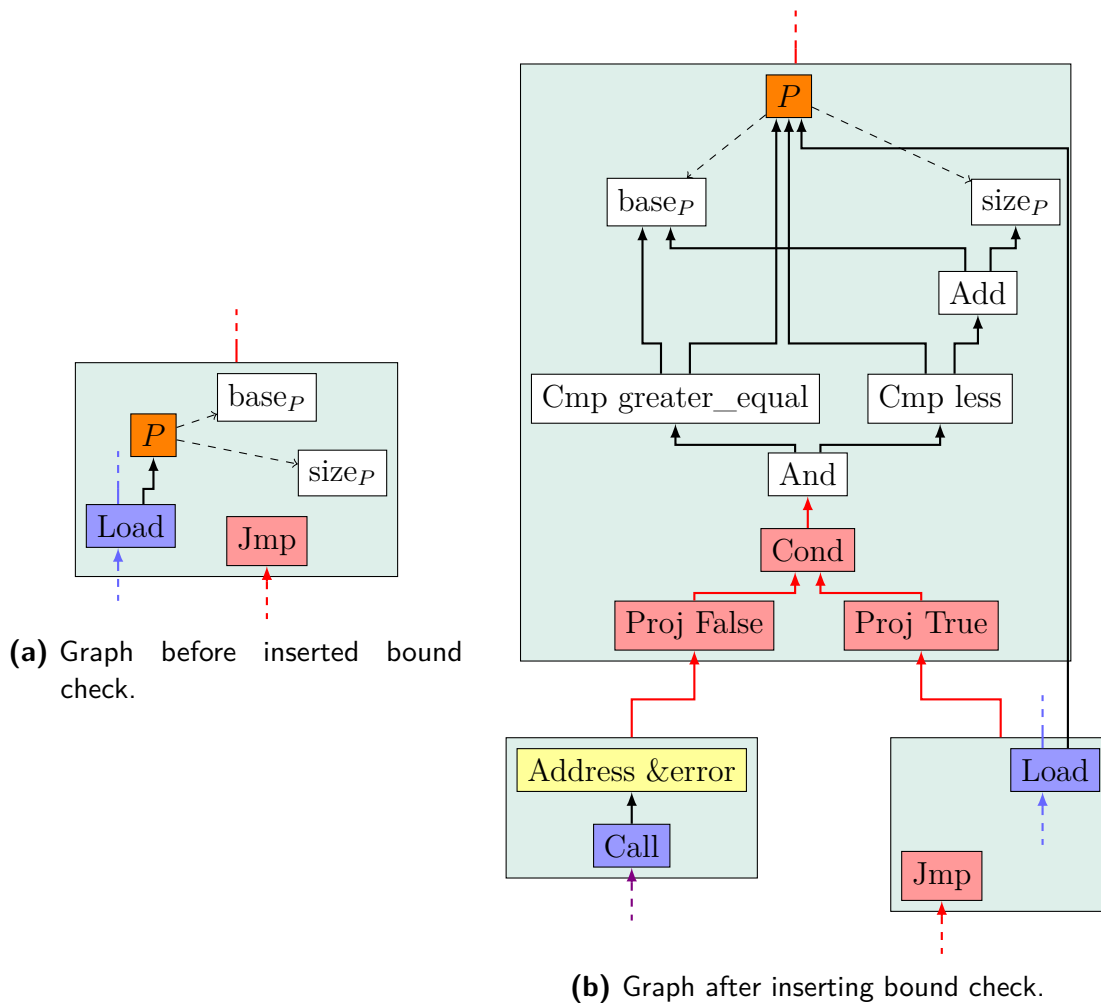 base_P
P
size_P
Load
Jmp
(a) Graph before inserted bound
check.
P
base_P
size_P
Add
Cmp greater_equal
Cmp less
And
Cond
Proj False
Proj True
Address &error
Load
Call
Jmp
(b) Graph after inserting bound check.